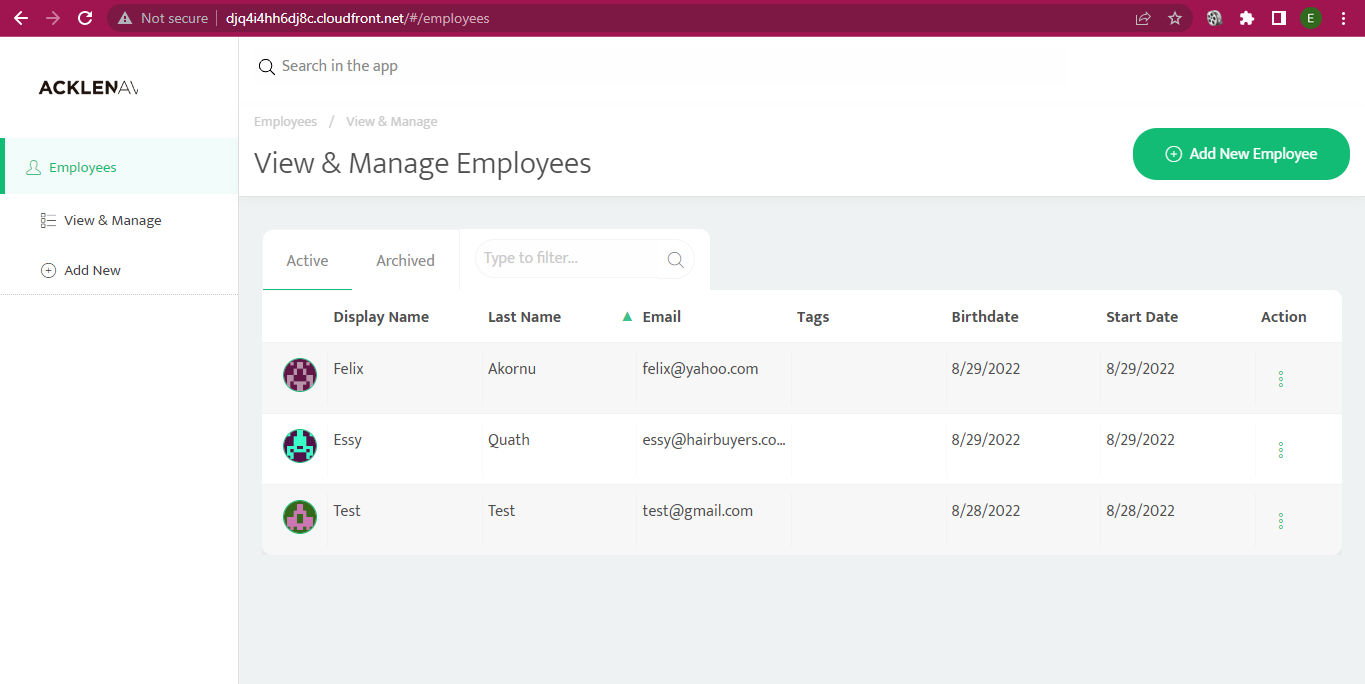 Not secure djq4i4hh6dj8c.cloudfront.net/#/employees E
ACKLENAV
Search in the app
Employees / View & Manage
View & Manage Employees
Add New Employee
Employees
View & Manage
Add New
Active Archived Type to filter...
Display Name Last Name ▲ Email Tags Birthdate Start Date Action
Felix Akornu felix@yahoo.com 8/29/2022 8/29/2022
Essy Quath essy@hairbuyers.co... 8/29/2022 8/29/2022
Test Test test@gmail.com 8/28/2022 8/28/2022